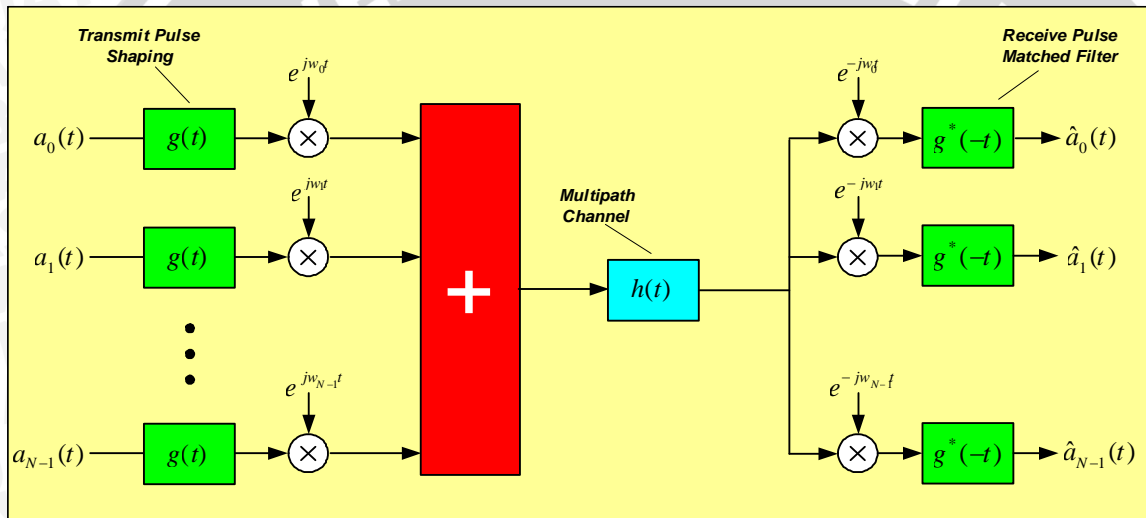 Transmit Pulse
Shaping
Receive Pulse
Matched Filter
e^{jw_0 t}
e^{-jw_0 t}
a_0(t)
g(t)
×
×
g^*(-t)
â_0(t)
e^{jw_1 t}
Multipath
Channel
e^{-jw_1 t}
a_1(t)
g(t)
×
+
h(t)
×
g^*(-t)
â_1(t)
e^{jw_{N-1} t}
e^{-jw_{N-1} t}
a_{N-1}(t)
g(t)
×
×
g^*(-t)
â_{N-1}(t)